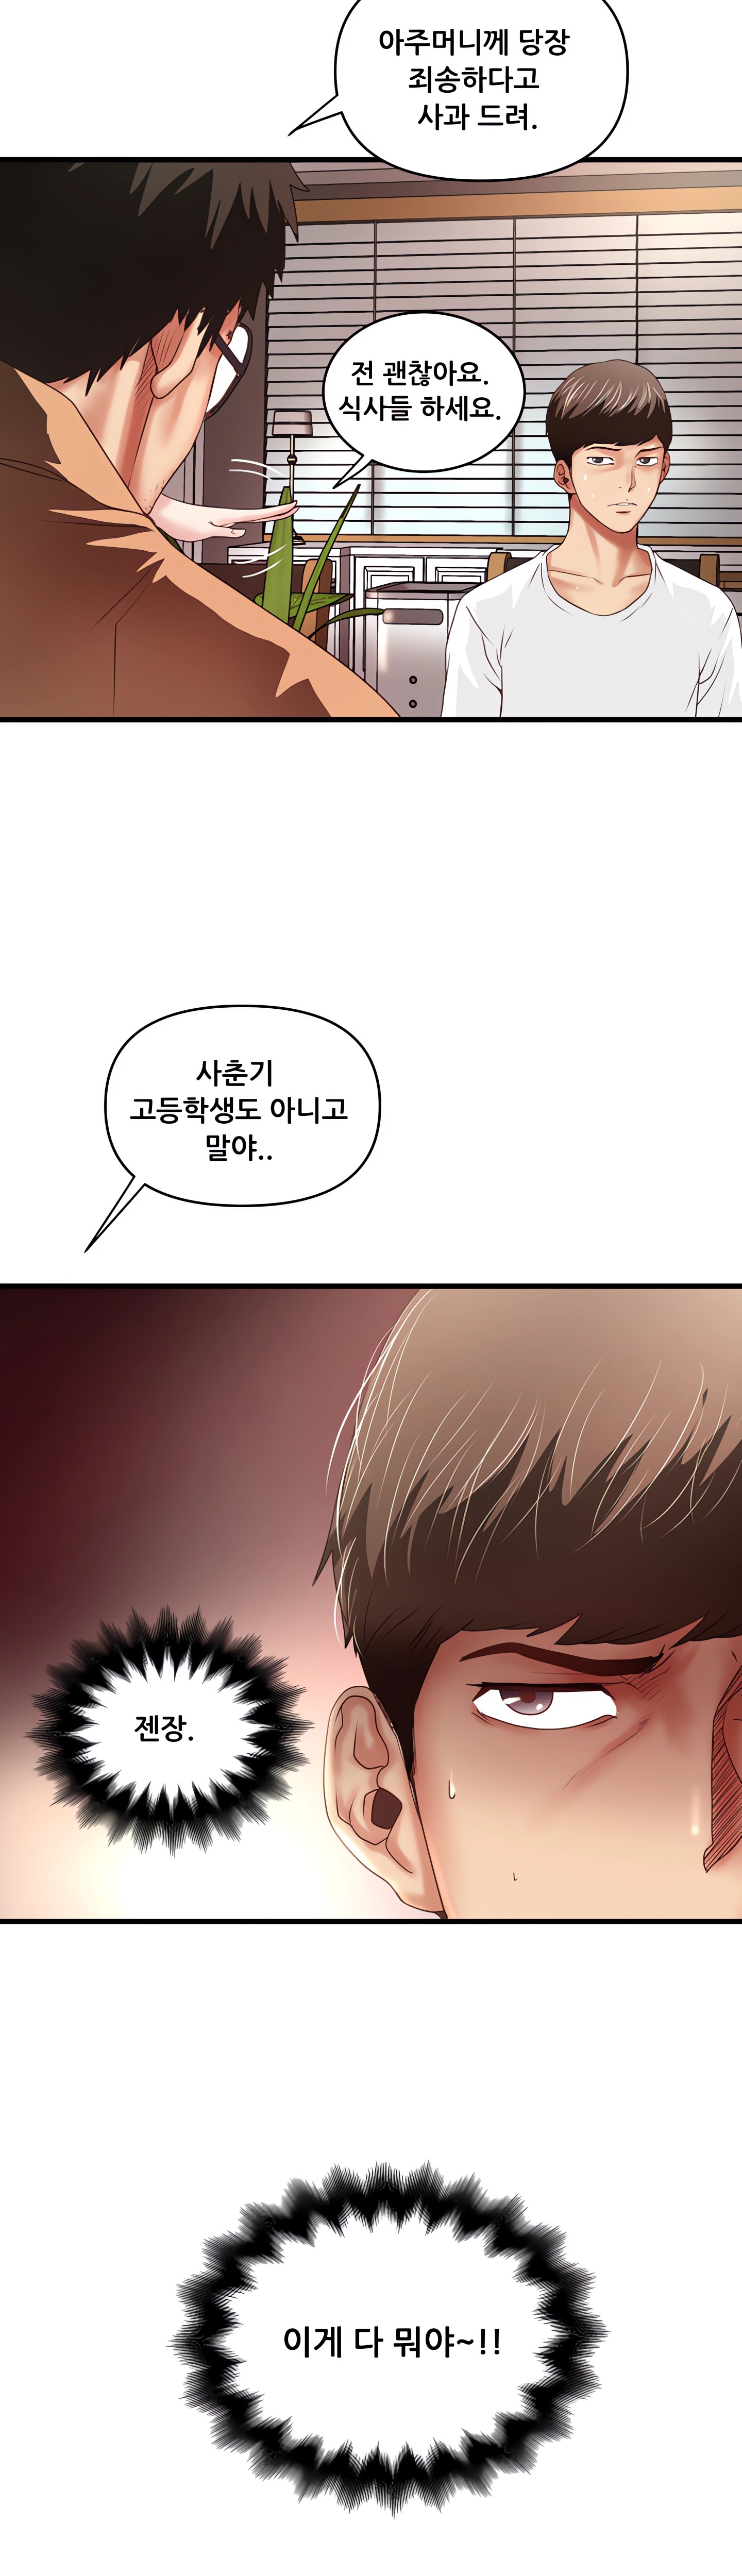 아주머니께 당장
죄송하다고
사과 드려.
전 괜찮아요.
식사들 하세요.
사춘기
고등학생도 아니고
말야..
젠장.
이게 다 뭐야~!!